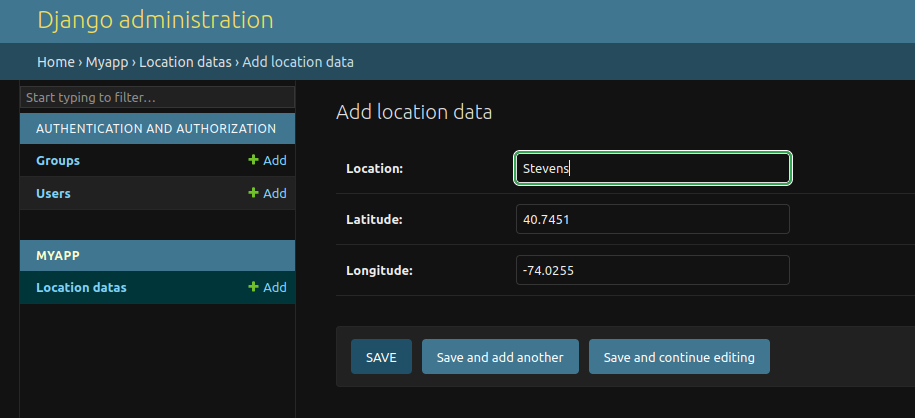 Django administration
Home › Myapp › Location datas › Add location data
Start typing to filter…
AUTHENTICATION AND AUTHORIZATION
Groups + Add
Users + Add
MYAPP
Location datas + Add
Add location data
Location: Stevens
Latitude: 40.7451
Longitude: -74.0255
SAVE Save and add another Save and continue editing